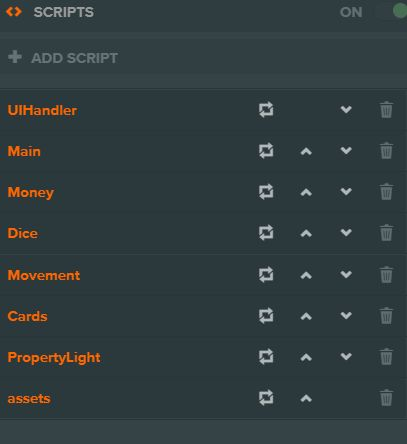 SCRIPTS ON
ADD SCRIPT
UIHandler
Main
Money
Dice
Movement
Cards
PropertyLight
assets